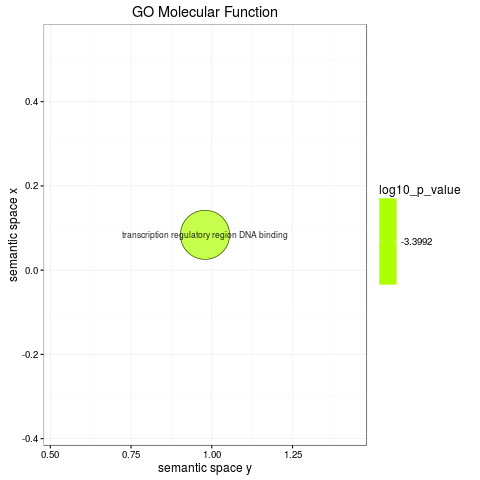 GO Molecular Function
semantic space x
0.4
0.2
0.0
-0.2
-0.4
transcription regulatory region DNA binding
0.50
0.75
1.00
1.25
semantic space y
log10_p_value
-3.3992